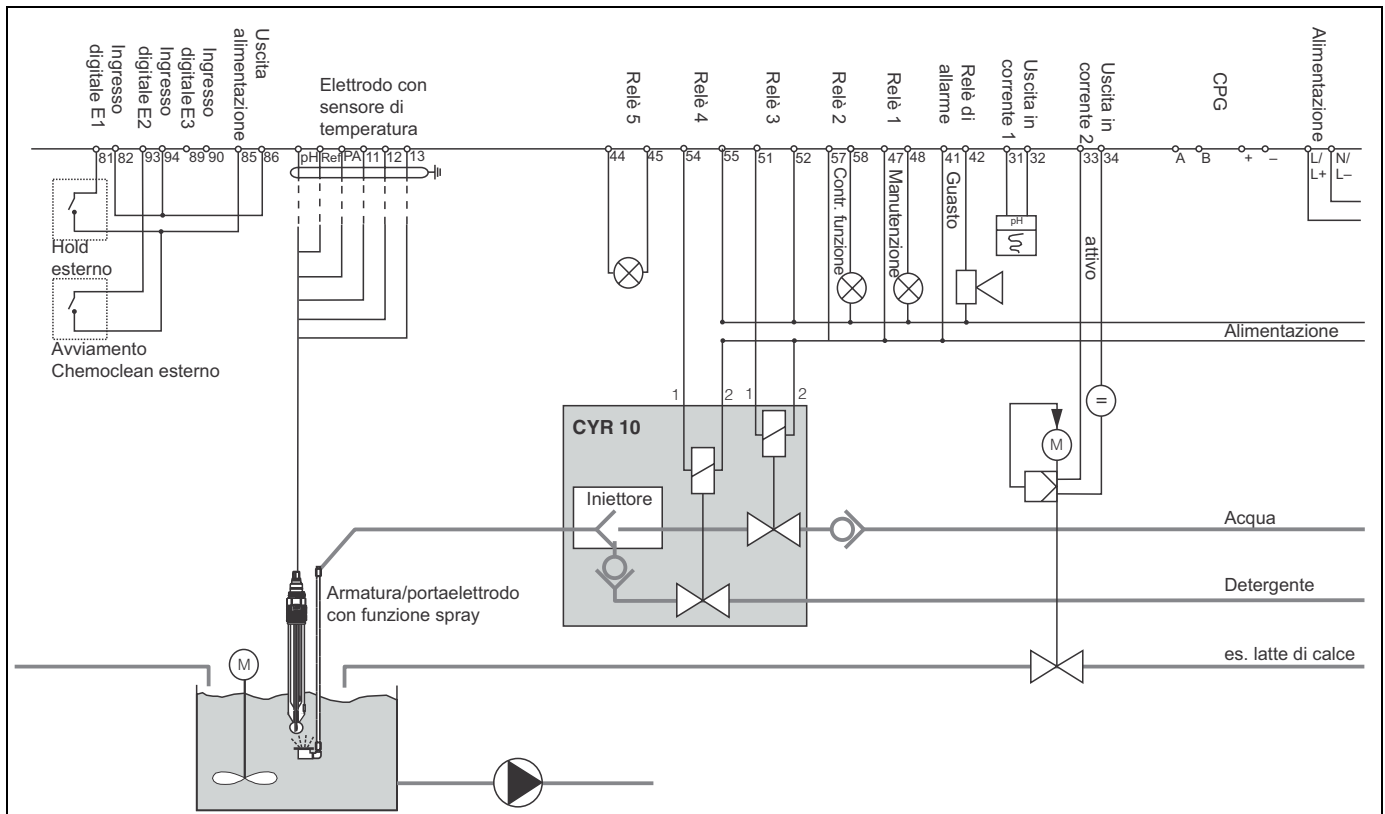 Ingresso
digitale E1
Ingresso
digitale E2
Ingresso
digitale E3
Uscita
alimentazione
Elettrodo con
sensore di
temperatura
Relè 5
Relè 4
Relè 3
Relè 2
Relè 1
Relè di
allarme
Uscita in
corrente 1
Uscita in
corrente 2
CPG
Alimentazione
81 82 93 94 89 90 85 86
pH Ref PA 11 12 13
44 45 54 55 51 52 57 58 47 48 41 42 31 32 33 34
A B + –
L/
L+
N/
L–
Contr. funzione
Manutenzione
Guasto
pH
attivo
Hold
esterno
Avviamento
Chemoclean esterno
Alimentazione
1 2 1 2
CYR 10
=
M
Iniettore
Acqua
Detergente
Armatura/portaelettrodo
con funzione spray
es. latte di calce
M